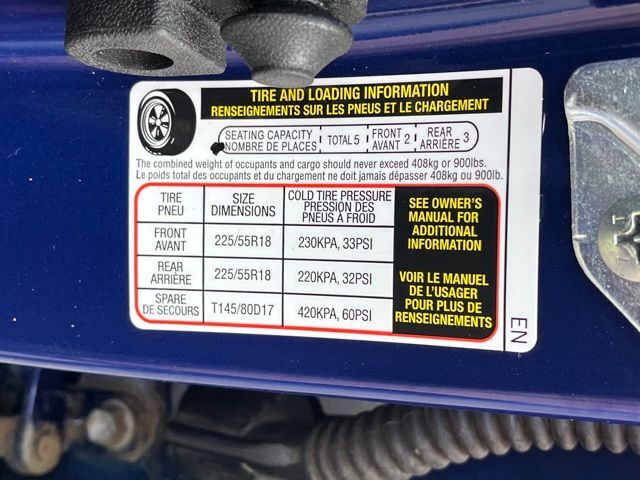 TIRE AND LOADING INFORMATION
RENSEIGNEMENTS SUR LES PNEUS ET LE CHARGEMENT
SEATING CAPACITY
NOMBRE DE PLACES
TOTAL 5
FRONT
AVANT 2
REAR
ARRIÈRE 3
The combined weight of occupants and cargo should never exceed 408kg or 900lbs.
Le poids total des occupants et du chargement ne doit jamais dépasser 408kg ou 900lb.
TIRE
PNEU
SIZE
DIMENSIONS
COLD TIRE PRESSURE
PRESSION DES
PNEUS À FROID
FRONT
AVANT
225/55R18
230KPA, 33PSI
REAR
ARRIÈRE
225/55R18
220KPA, 32PSI
SPARE
DE SECOURS
T145/80D17
420KPA, 60PSI
SEE OWNER'S
MANUAL FOR
ADDITIONAL
INFORMATION
VOIR LE MANUEL
DE L'USAGER
POUR PLUS DE
RENSEIGNEMENTS
EN